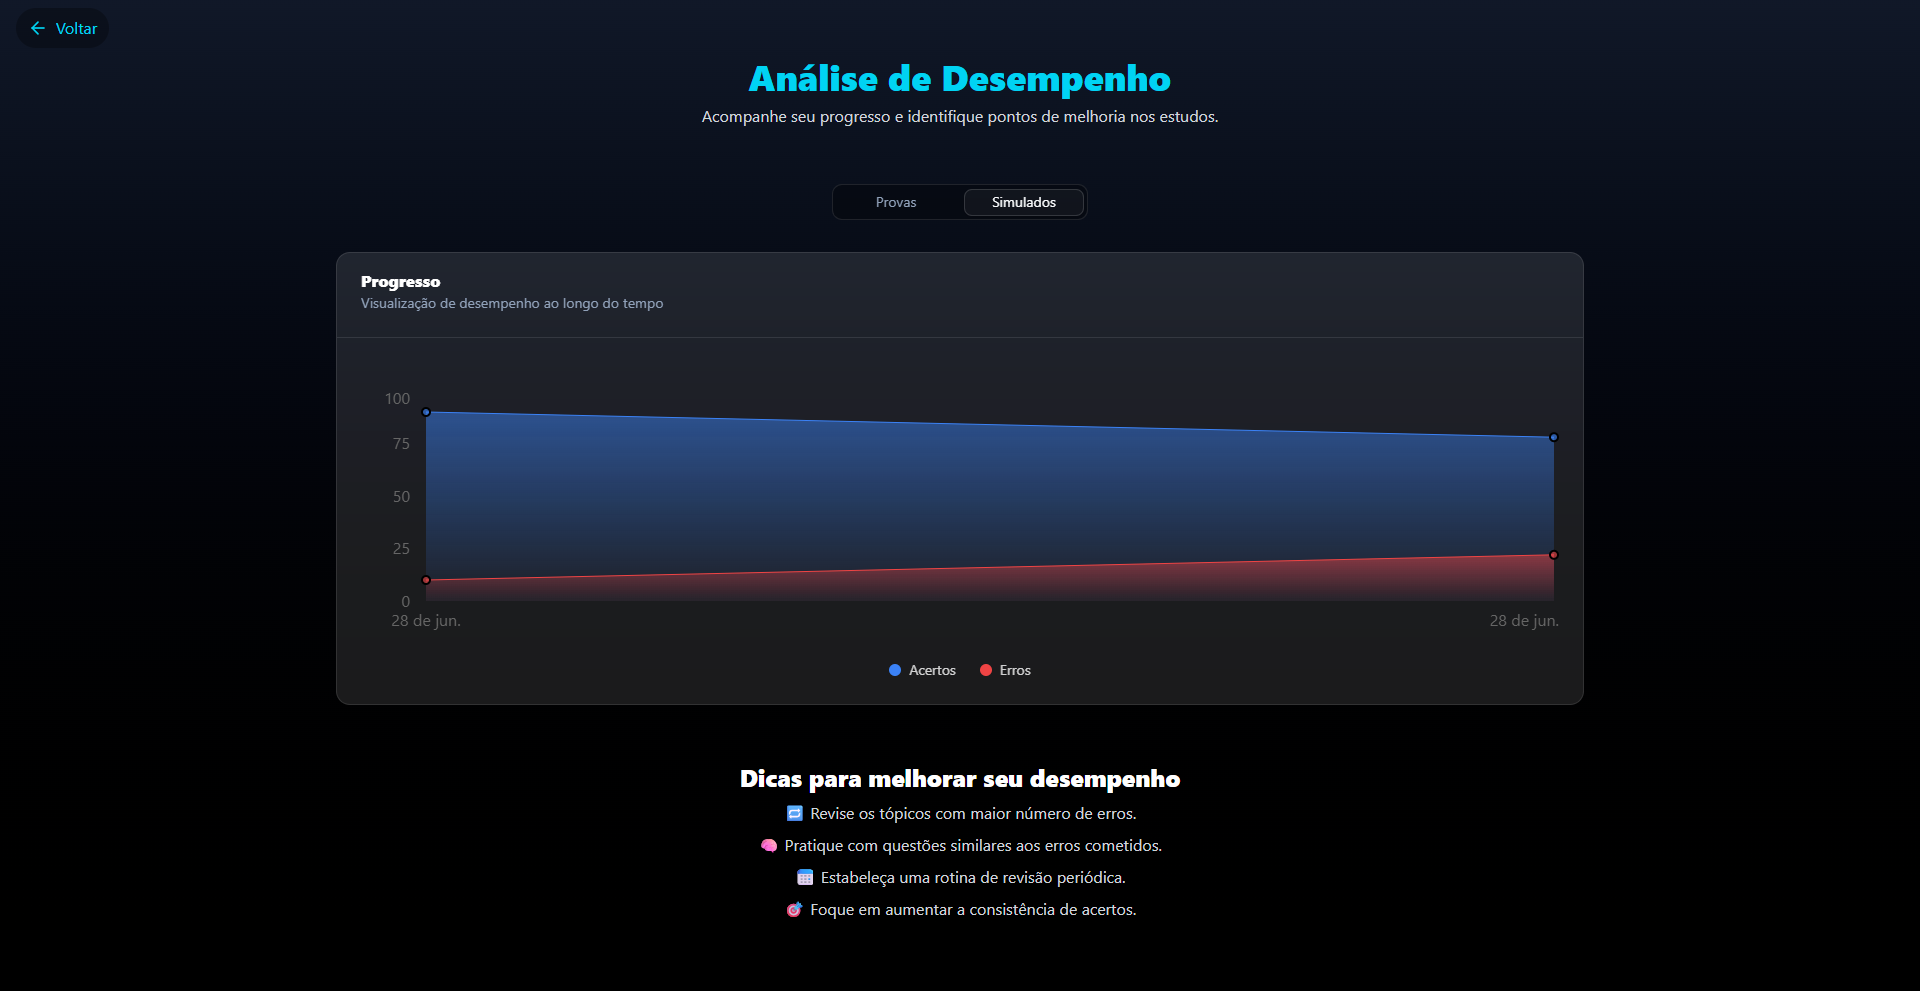 Voltar
Análise de Desempenho
Acompanhe seu progresso e identifique pontos de melhoria nos estudos.
Provas
Simulados
Progresso
Visualização de desempenho ao longo do tempo
100
75
50
25
0
28 de jun.
28 de jun.
Acertos
Erros
Dicas para melhorar seu desempenho
Revise os tópicos com maior número de erros.
Pratique com questões similares aos erros cometidos.
Estabeleça uma rotina de revisão periódica.
Foque em aumentar a consistência de acertos.